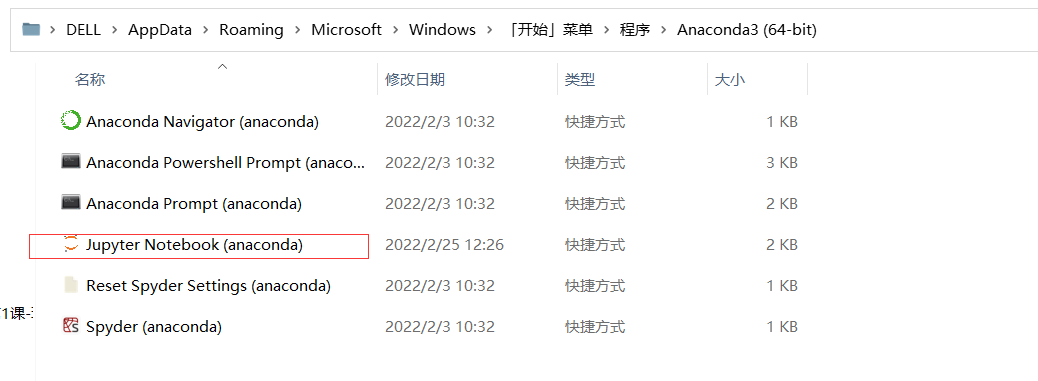 DELL > AppData > Roaming > Microsoft > Windows > 「开始」菜单 > 程序 > Anaconda3 (64-bit)
名称 修改日期 类型 大小
Anaconda Navigator (anaconda) 2022/2/3 10:32 快捷方式 1 KB
Anaconda Powershell Prompt (anaco... 2022/2/3 10:32 快捷方式 3 KB
Anaconda Prompt (anaconda) 2022/2/3 10:32 快捷方式 2 KB
Jupyter Notebook (anaconda) 2022/2/25 12:26 快捷方式 2 KB
Reset Spyder Settings (anaconda) 2022/2/3 10:32 快捷方式 1 KB
1课-
Spyder (anaconda) 2022/2/3 10:32 快捷方式 1 KB